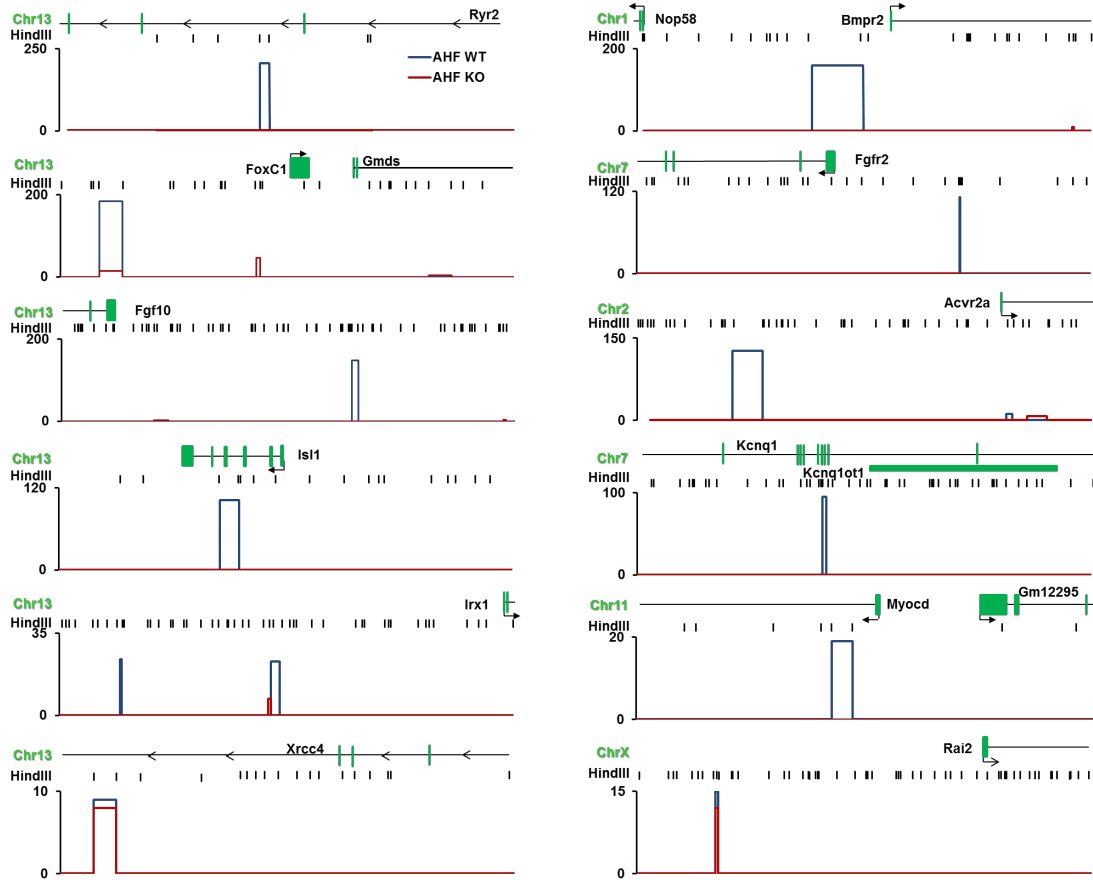 Chr13 Ryr2
HindIII
250
AHF WT
AHF KO
0
Chr13 FoxC1 Gmds
HindIII
200
0
Chr13 Fgf10
HindIII
200
0
Chr13 Isl1
HindIII
120
0
Chr13 Irx1
HindIII
35
0
Chr13 Xrcc4
HindIII
10
0
Chr1 Nop58 Bmpr2
HindIII
200
0
Chr7 Fgfr2
HindIII
120
0
Chr2 Acvr2a
HindIII
150
0
Chr7 Kcnq1
Kcnq1ot1
HindIII
100
0
Chr11 Myocd Gm12295
HindIII
20
0
ChrX Rai2
HindIII
15
0